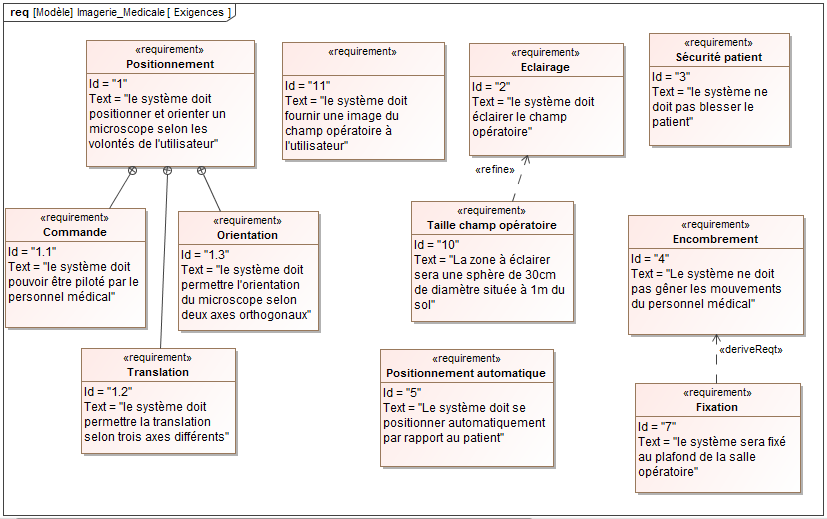 req [Modèle] Imagerie_Medicale [ Exigences ]
«requirement»
Positionnement
Id = "1"
Text = "le système doit
positionner et orienter un
microscope selon les
volontés de l'utilisateur"
«requirement»
Id = "11"
Text = "le système doit
fournir une image du
champ opératoire à
l'utilisateur"
«requirement»
Eclairage
Id = "2"
Text = "le système doit
éclairer le champ
opératoire"
«requirement»
Sécurité patient
Id = "3"
Text = "le système ne
doit pas blesser le
patient"
«refine»
«requirement»
Commande
Id = "1.1"
Text = "le système doit
pouvoir être piloté par le
personnel médical"
«requirement»
Orientation
Id = "1.3"
Text = "le système doit
permettre l'orientation
du microscope selon
deux axes orthogonaux"
«requirement»
Taille champ opératoire
Id = "10"
Text = "La zone à éclairer
sera une sphère de 30cm
de diamètre située à 1m du
sol"
«requirement»
Encombrement
Id = "4"
Text = "Le système ne doit
pas gêner les mouvements
du personnel médical"
«deriveReqt»
«requirement»
Translation
Id = "1.2"
Text = "le système doit
permettre la translation
selon trois axes différents"
«requirement»
Positionnement automatique
Id = "5"
Text = "Le système doit se
positionner automatiquement
par rapport au patient"
«requirement»
Fixation
Id = "7"
Text = "le système sera fixé
au plafond de la salle
opératoire"